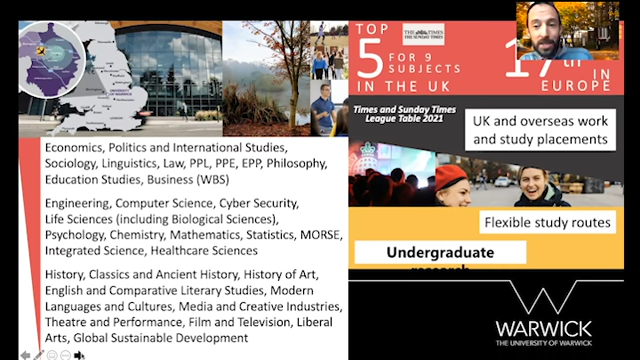 Economics, Politics and International Studies,
Sociology, Linguistics, Law, PPL, PPE, EPP, Philosophy,
Education Studies, Business (WBS)
Engineering, Computer Science, Cyber Security,
Life Sciences (including Biological Sciences),
Psychology, Chemistry, Mathematics, Statistics, MORSE,
Integrated Science, Healthcare Sciences
History, Classics and Ancient History, History of Art,
English and Comparative Literary Studies, Modern
Languages and Cultures, Media and Creative Industries,
Theatre and Performance, Film and Television, Liberal
Arts, Global Sustainable Development
TOP
5 FOR 9
SUBJECTS
IN THE UK
THE TIMES
THE SUNDAY TIMES
17th IN
EUROPE
Times and Sunday Times
League Table 2021
UK and overseas work
and study placements
Flexible study routes
Undergraduate
research
WARWICK
THE UNIVERSITY OF WARWICK